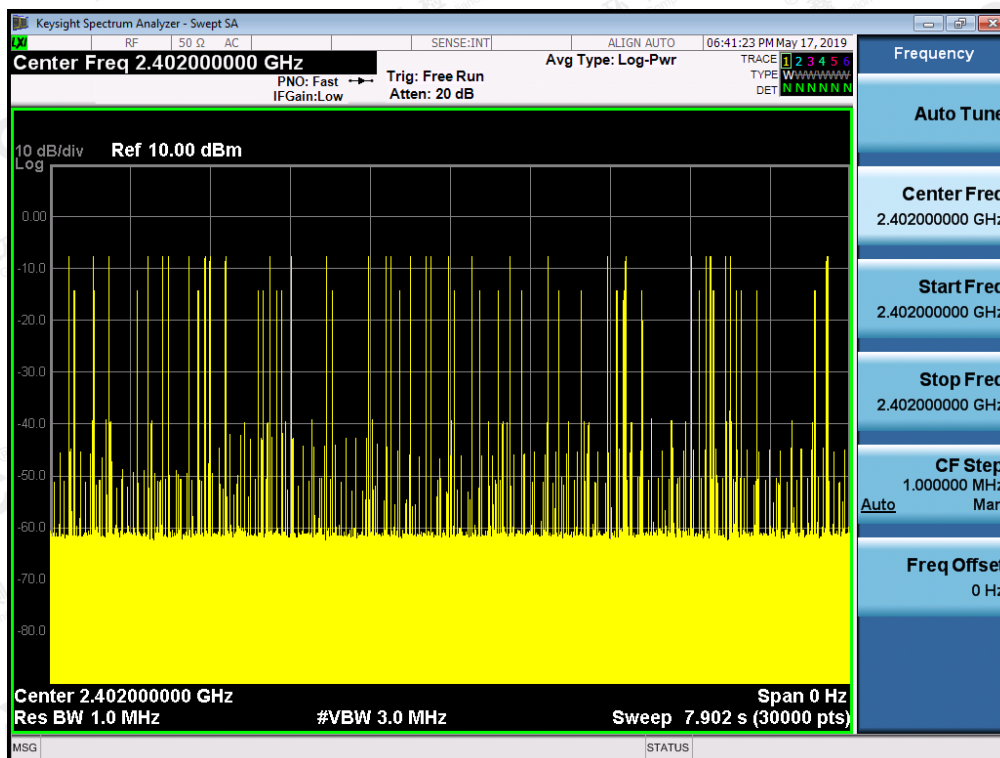 Keysight Spectrum Analyzer - Swept SA
LXI RF 50 Ω AC SENSE:INT ALIGN AUTO 06:41:23 PM May 17, 2019
Center Freq 2.402000000 GHz
PNO: Fast
IFGain:Low
Trig: Free Run
Atten: 20 dB
Avg Type: Log-Pwr
TRACE 1 2 3 4 5 6
TYPE W
DET N N N N N N
10 dB/div Ref 10.00 dBm
Log
0.00
-10.0
-20.0
-30.0
-40.0
-50.0
-60.0
-70.0
-80.0
Center 2.402000000 GHz Span 0 Hz
Res BW 1.0 MHz #VBW 3.0 MHz Sweep 7.902 s (30000 pts)
MSG STATUS
Frequency
Auto Tune
Center Freq
2.402000000 GHz
Start Freq
2.402000000 GHz
Stop Freq
2.402000000 GHz
CF Step
1.000000 MHz
Auto Man
Freq Offset
0 Hz